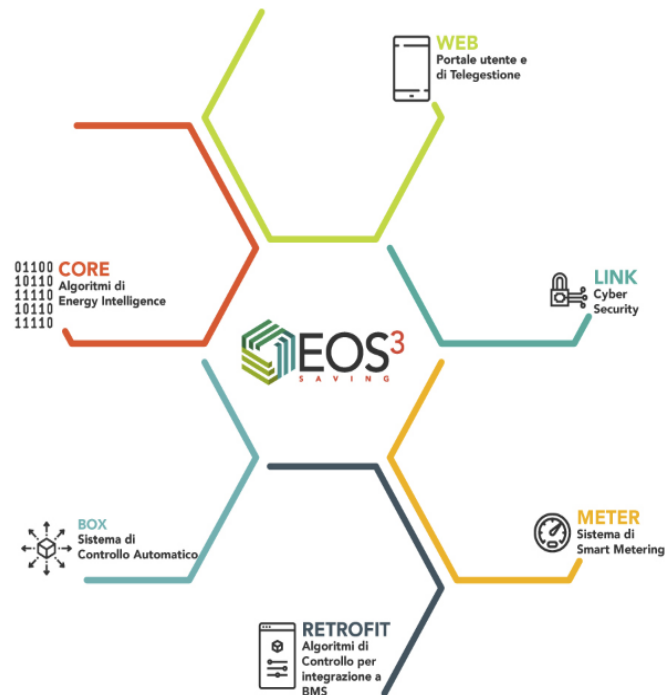 WEB
Portale utente e
di Telegestione
01100
10110
11110
10110
11110
CORE
Algoritmi di
Energy Intelligence
LINK
Cyber
Security
EOS3
SAVING
BOX
Sistema di
Controllo Automatico
METER
Sistema di
Smart Metering
RETROFIT
Algoritmi di
Controllo per
integrazione a
BMS